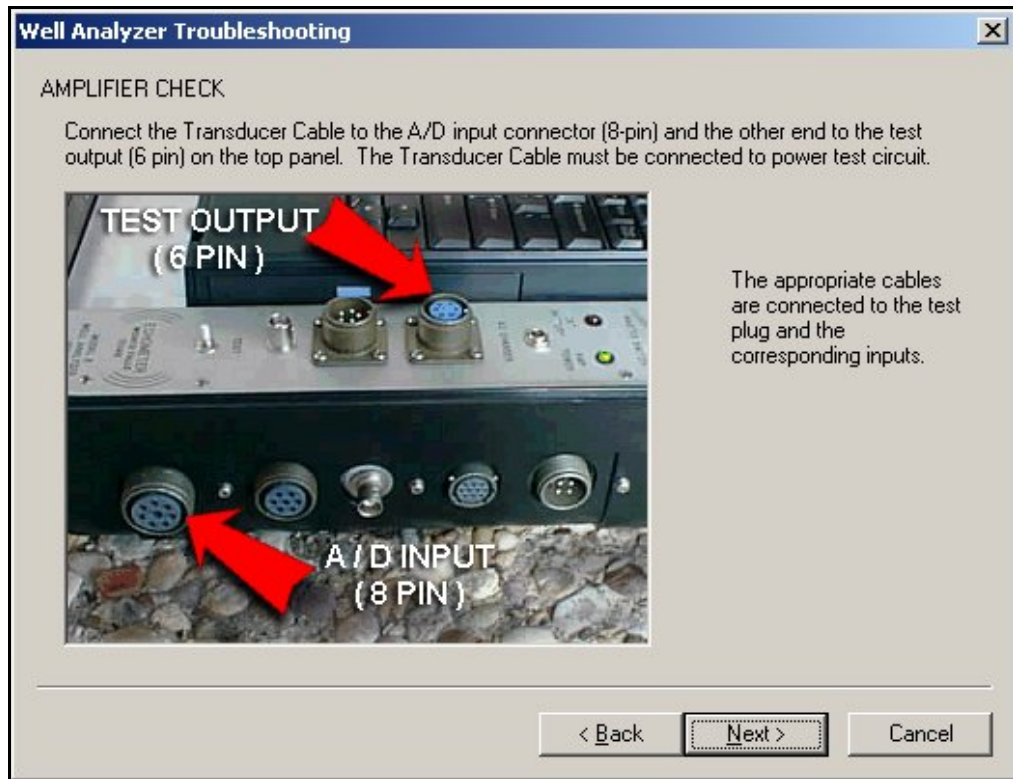 Well Analyzer Troubleshooting
AMPLIFIER CHECK
Connect the Transducer Cable to the A/D input connector (8-pin) and the other end to the test
output (6 pin) on the top panel. The Transducer Cable must be connected to power test circuit.
TEST OUTPUT
( 6 PIN )
A / D INPUT
( 8 PIN )
The appropriate cables
are connected to the test
plug and the
corresponding inputs.
< Back
Next >
Cancel